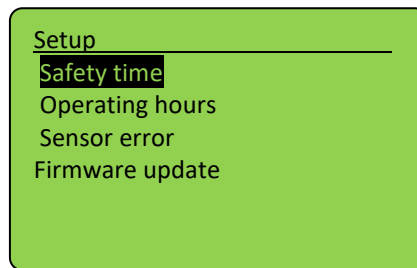 Setup
Safety time
Operating hours
Sensor error
Firmware update